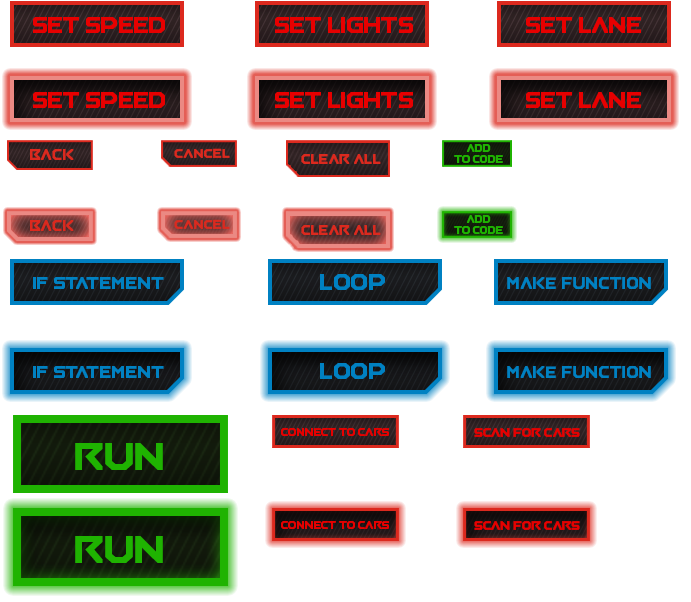 SET SPEED
SET LIGHTS
SET LANE
SET SPEED
SET LIGHTS
SET LANE
BACK
CANCEL
CLEAR ALL
ADD
TO CODE
BACK
CANCEL
CLEAR ALL
ADD
TO CODE
IF STATEMENT
LOOP
MAKE FUNCTION
IF STATEMENT
LOOP
MAKE FUNCTION
RUN
CONNECT TO CARS
SCAN FOR CARS
RUN
CONNECT TO CARS
SCAN FOR CARS